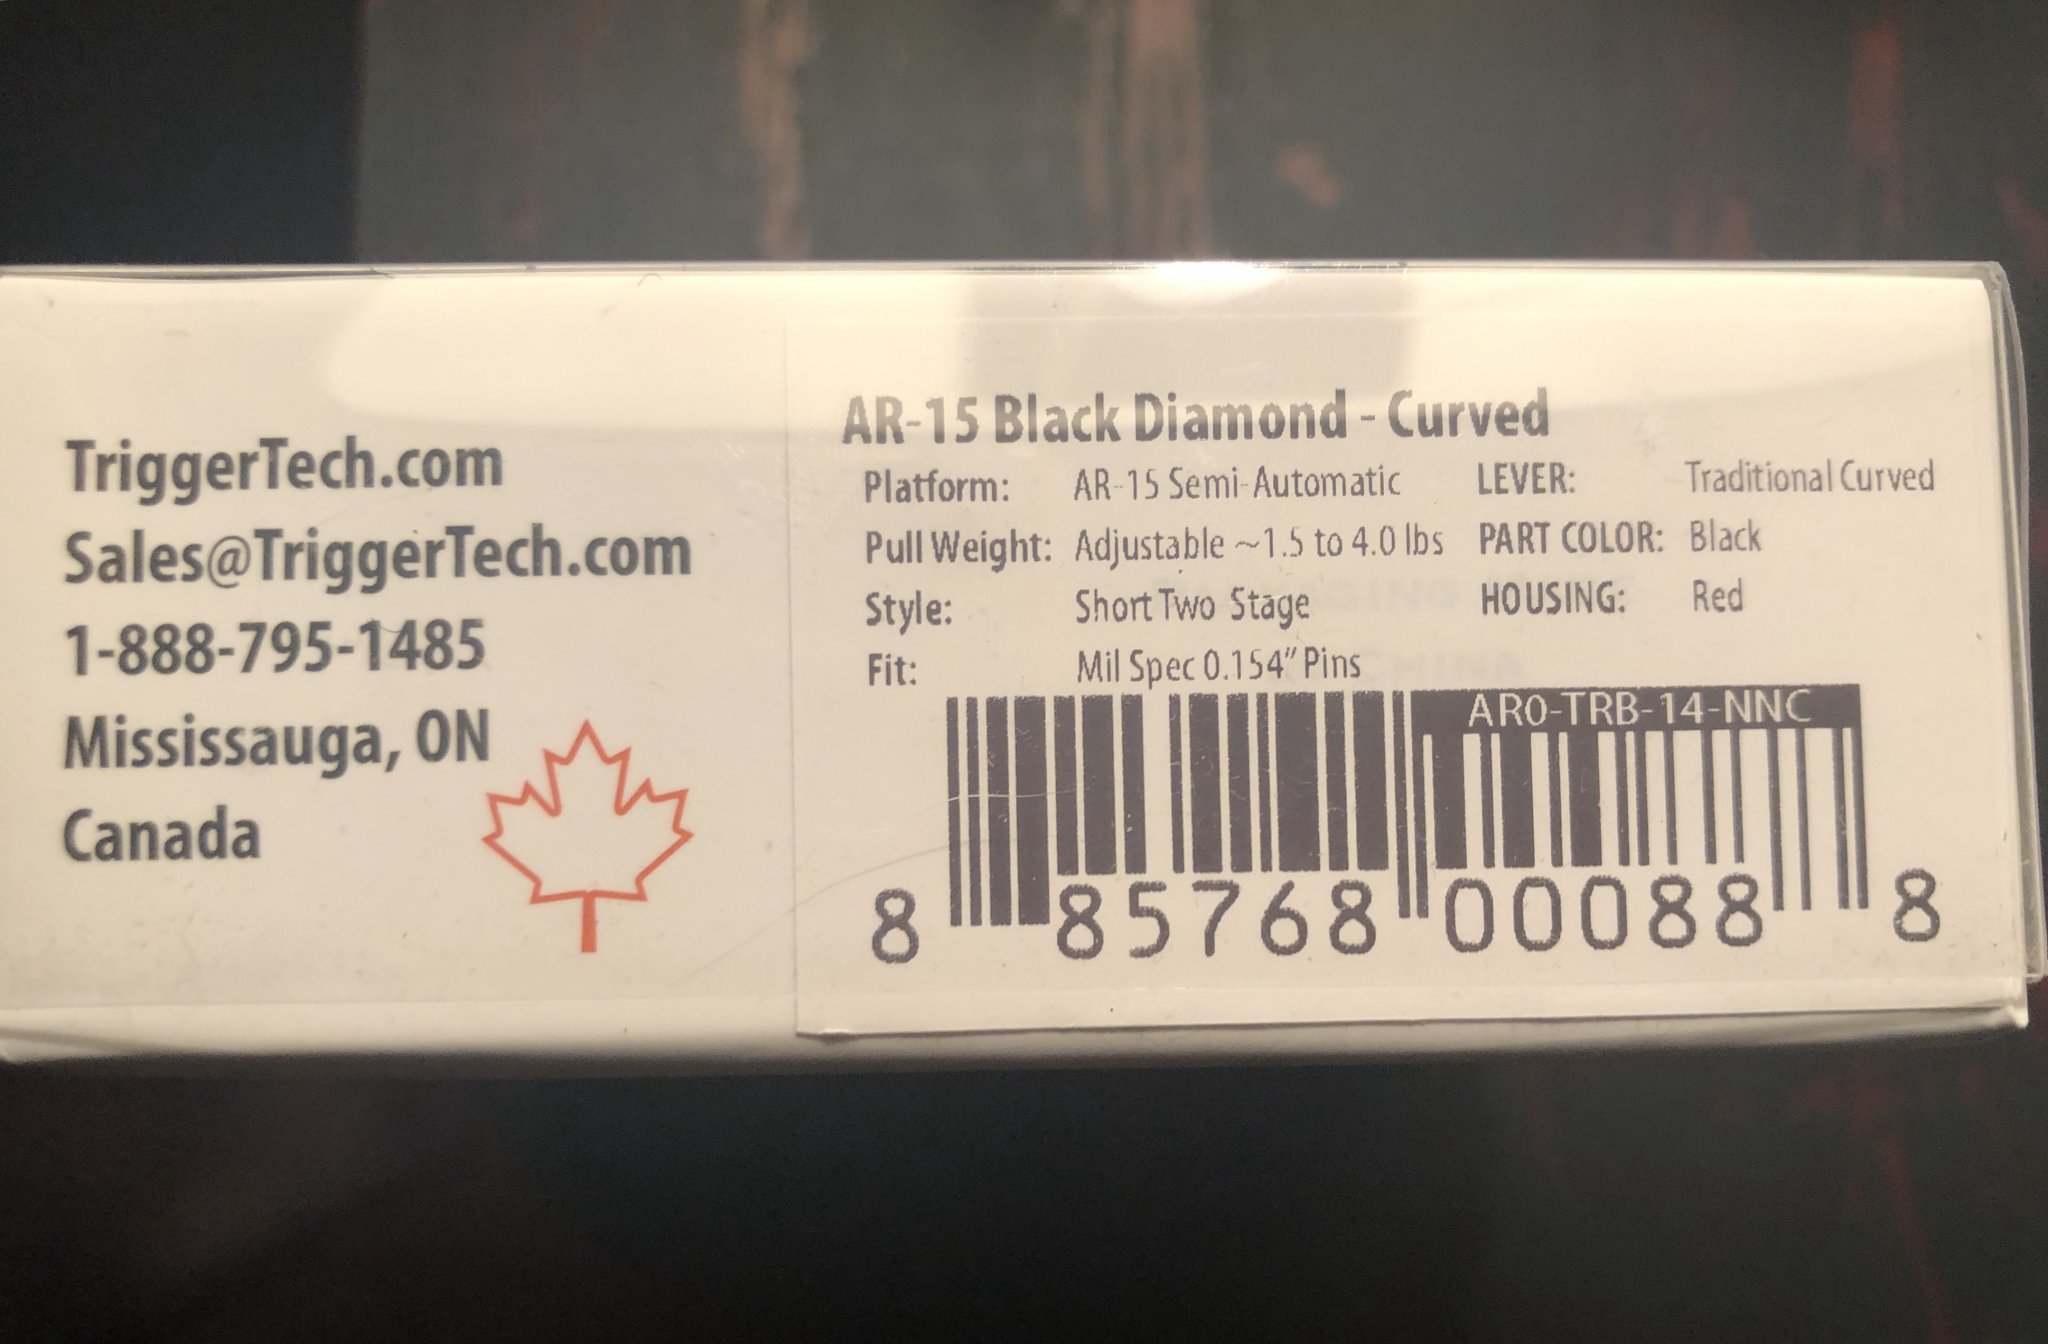 TriggerTech.com
Sales@TriggerTech.com
1-888-795-1485
Mississauga, ON
Canada
AR-15 Black Diamond - Curved
Platform: AR-15 Semi-Automatic LEVER: Traditional Curved
Pull Weight: Adjustable ~1.5 to 4.0 lbs PART COLOR: Black
Style: Short Two Stage HOUSING: Red
Fit: Mil Spec 0.154" Pins
AR0-TRB-14-NNC
8 85768 00088 8